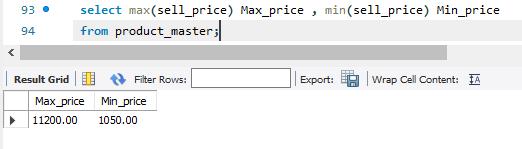 93 select max(sell_price) Max_price , min(sell_price) Min_price
94 from product_master;
Result Grid Filter Rows: Export: Wrap Cell Content: IA
Max_price Min_price
11200.00 1050.00